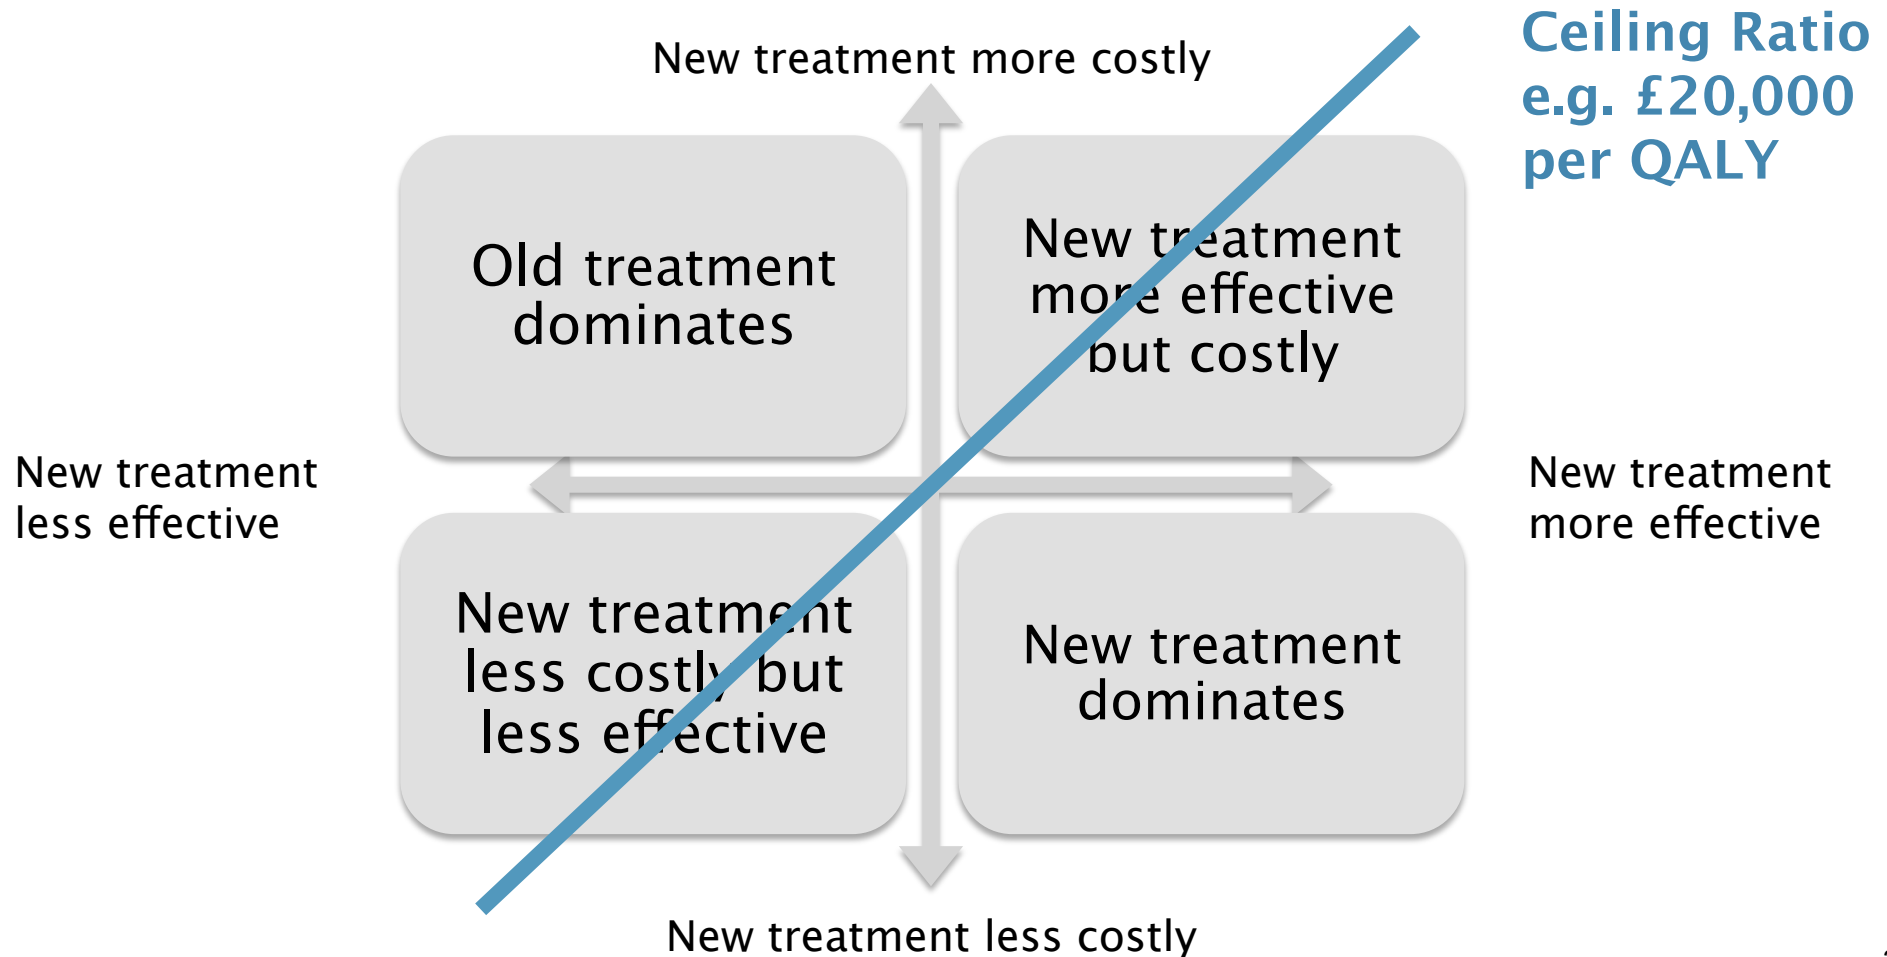 New treatment more costly
Ceiling Ratio
e.g. £20,000
per QALY
Old treatment
dominates
New treatment
more effective
but costly
New treatment
less effective
New treatment
more effective
New treatment
less costly but
less effective
New treatment
dominates
New treatment less costly